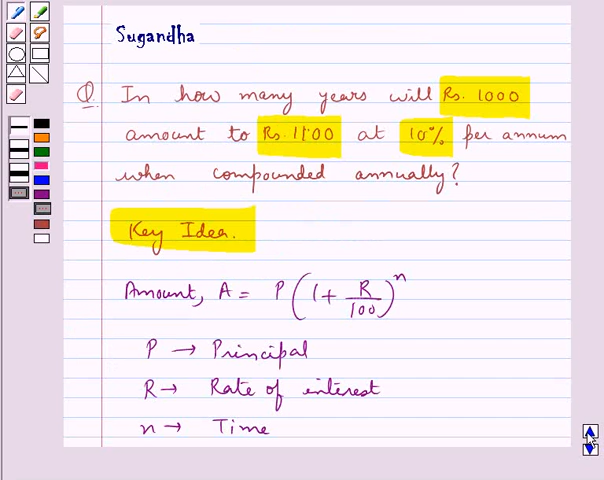 Sugandha
Q. In how many years will Rs. 1000
amount to Rs. 1100 at 10% per annum
when compounded annually?
Key Idea.
Amount, A = P(1 + R/100)^n
P → Principal
R → Rate of interest
n → Time